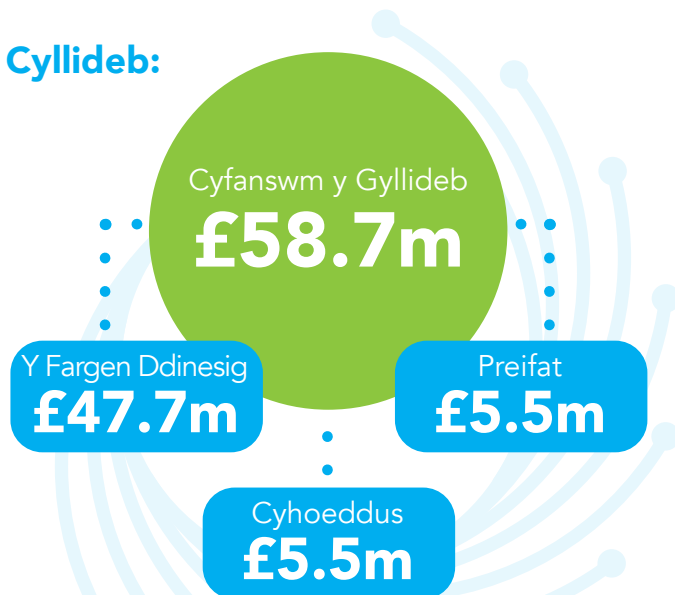 Cyllideb:
Cyfanswm y Gyllideb
£58.7m
Y Fargen Ddinesig
£47.7m
Preifat
£5.5m
Cyhoeddus
£5.5m